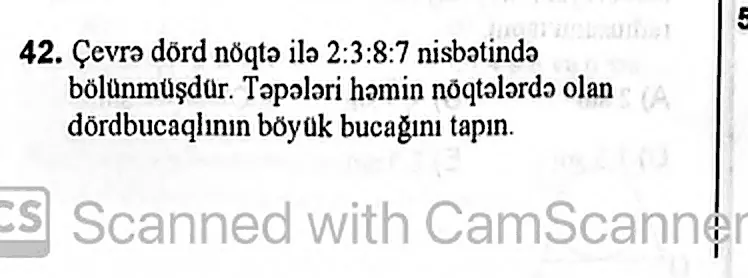 42. Çevrə dörd nöqtə ilə 2:3:8:7 nisbətində
bölünmüşdür. Təpələri həmin nöqtələrdə olan
dördbucaqlının böyük bucağını tapın.
CS Scanned with CamScanner
5